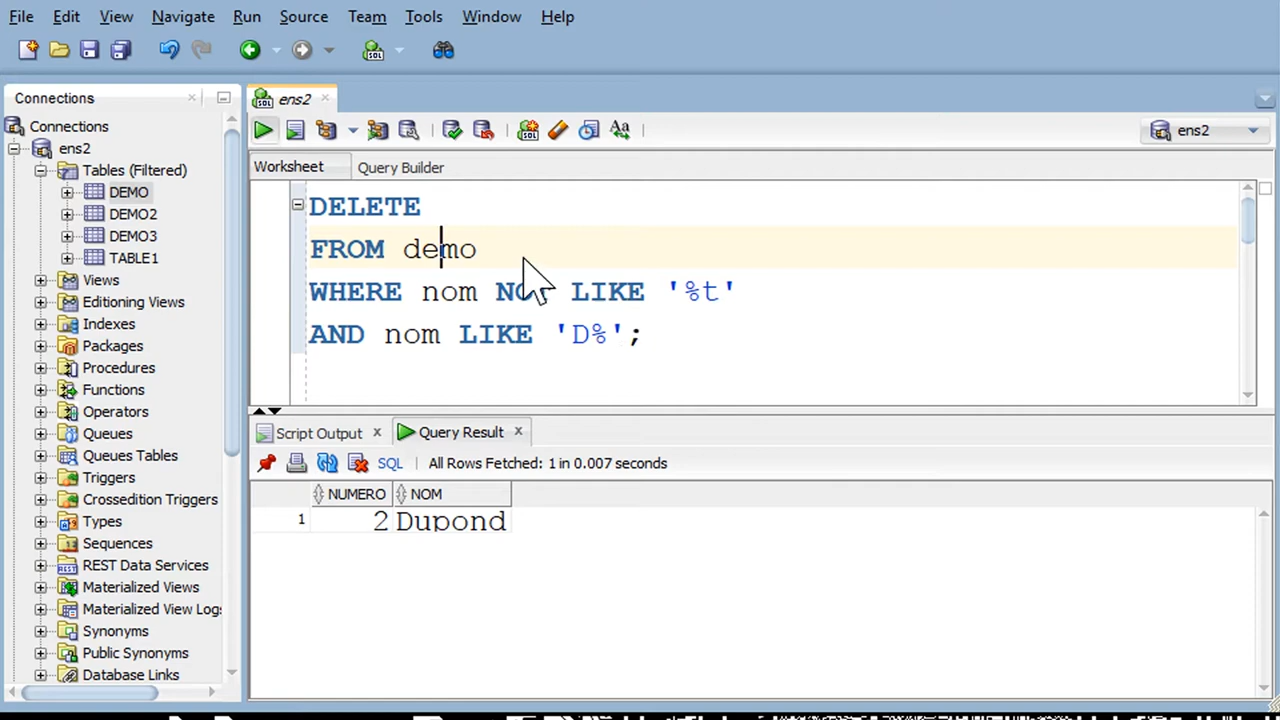 File Edit View Navigate Run Source Team Tools Window Help
Connections
ens2
ens2
Connections
ens2
Tables (Filtered)
DEMO
DEMO2
DEMO3
TABLE1
Views
Editioning Views
Indexes
Packages
Procedures
Functions
Operators
Queues
Queues Tables
Triggers
Crossedition Triggers
Types
Sequences
REST Data Services
Materialized Views
Materialized View Logs
Synonyms
Public Synonyms
Database Links
Worksheet Query Builder
DELETE
FROM demo
WHERE nom NOT LIKE '%t'
AND nom LIKE 'D%';
Script Output Query Result
SQL All Rows Fetched: 1 in 0.007 seconds
NUMERO NOM
1 2 Dupond